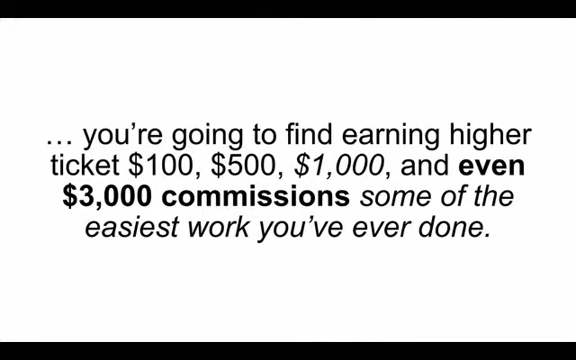 … you’re going to find earning higher
ticket $100, $500, $1,000, and even
$3,000 commissions some of the
easiest work you’ve ever done.